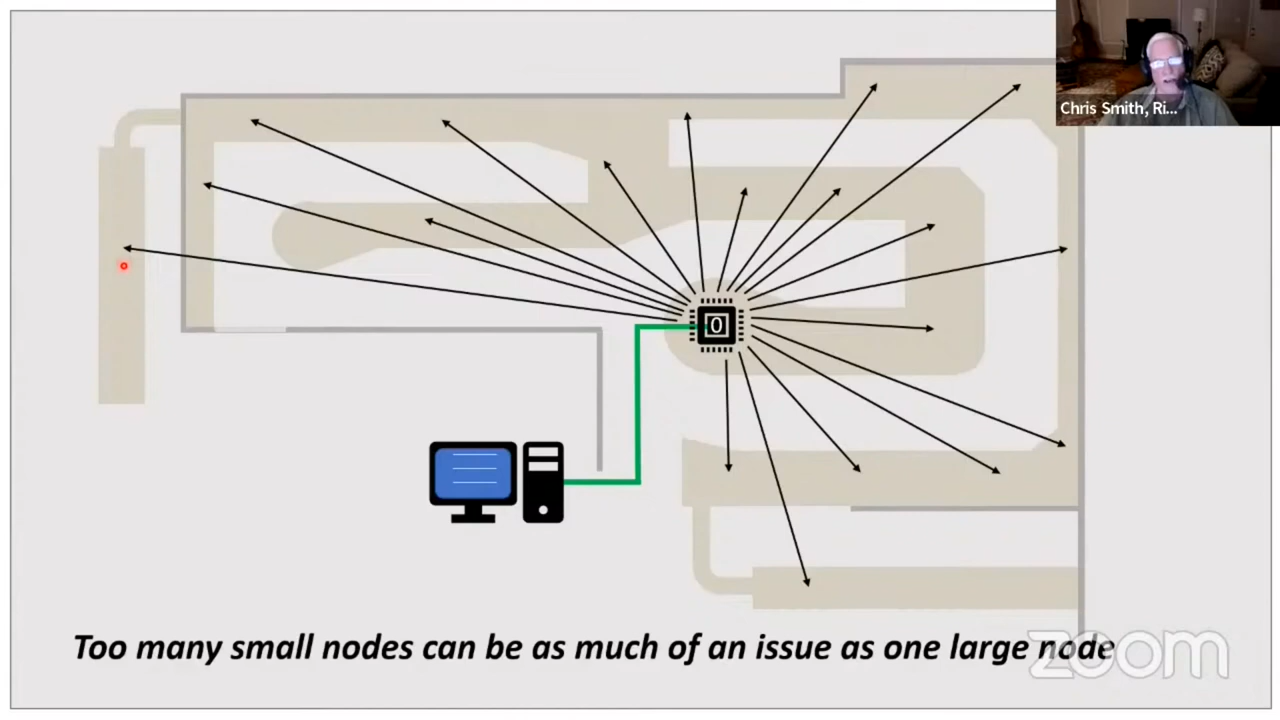 Chris Smith, Ri...
0
Too many small nodes can be as much of an issue as one large node
zoom